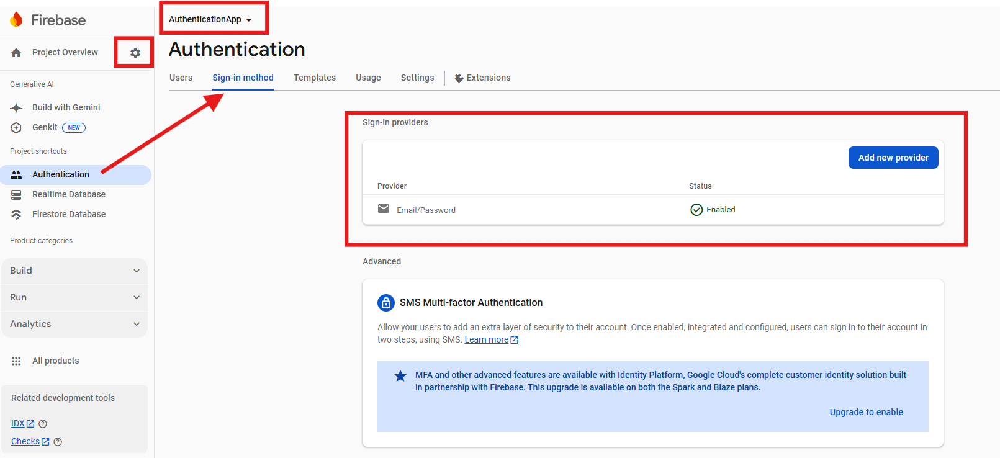 Firebase
Project Overview
Generative AI
Build with Gemini
Genkit NEW
Project shortcuts
Authentication
Realtime Database
Firestore Database
Product categories
Build
Run
Analytics
All products
Related development tools
IDX
Checks
AuthenticationApp
Authentication
Users Sign-in method Templates Usage Settings Extensions
Sign-in providers
Add new provider
Provider Status
Email/Password Enabled
Advanced
SMS Multi-factor Authentication
Allow your users to add an extra layer of security to their account. Once enabled, integrated and configured, users can sign in to their account in
two steps, using SMS. Learn more
MFA and other advanced features are available with Identity Platform, Google Cloud's complete customer identity solution built
in partnership with Firebase. This upgrade is available on both the Spark and Blaze plans.
Upgrade to enable